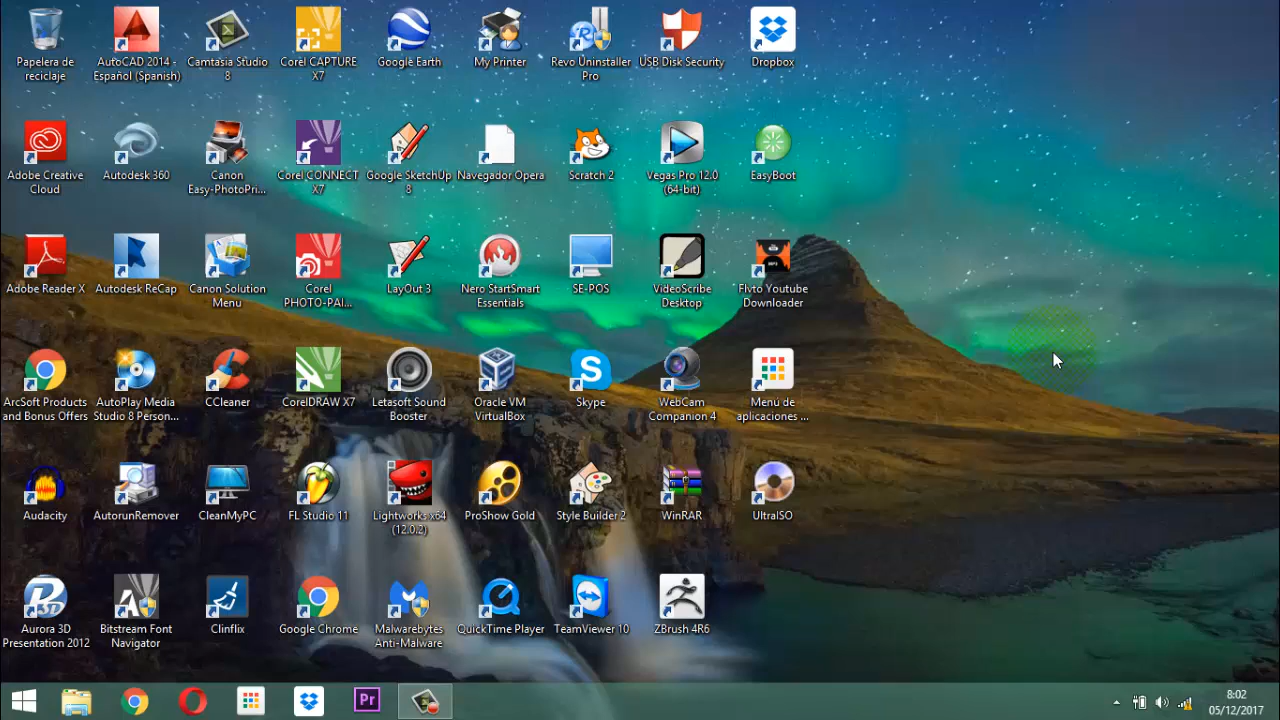 Papelera de
reciclaje
AutoCAD 2014 -
Español (Spanish)
Camtasia Studio
8
Corel CAPTURE
X7
Google Earth
My Printer
Revo Uninstaller
Pro
USB Disk Security
Dropbox
Adobe Creative
Cloud
Autodesk 360
Canon
Easy-PhotoPri...
Corel CONNECT
X7
Google SketchUp
8
Navegador Opera
Scratch 2
Vegas Pro 12.0
(64-bit)
EasyBoot
Adobe Reader X
Autodesk ReCap
Canon Solution
Menu
Corel
PHOTO-PAI...
LayOut 3
Nero StartSmart
Essentials
SE-POS
VideoScribe
Desktop
Flvto Youtube
Downloader
ArcSoft Products
and Bonus Offers
AutoPlay Media
Studio 8 Person...
CCleaner
CorelDRAW X7
Letasoft Sound
Booster
Oracle VM
VirtualBox
Skype
WebCam
Companion 4
Menú de
aplicaciones ...
Audacity
AutorunRemover
CleanMyPC
FL Studio 11
Lightworks x64
(12.0.2)
ProShow Gold
Style Builder 2
WinRAR
UltraISO
Aurora 3D
Presentation 2012
Bitstream Font
Navigator
Clinflix
Google Chrome
Malwarebytes
Anti-Malware
QuickTime Player
TeamViewer 10
ZBrush 4R6
Pr
8:02
05/12/2017